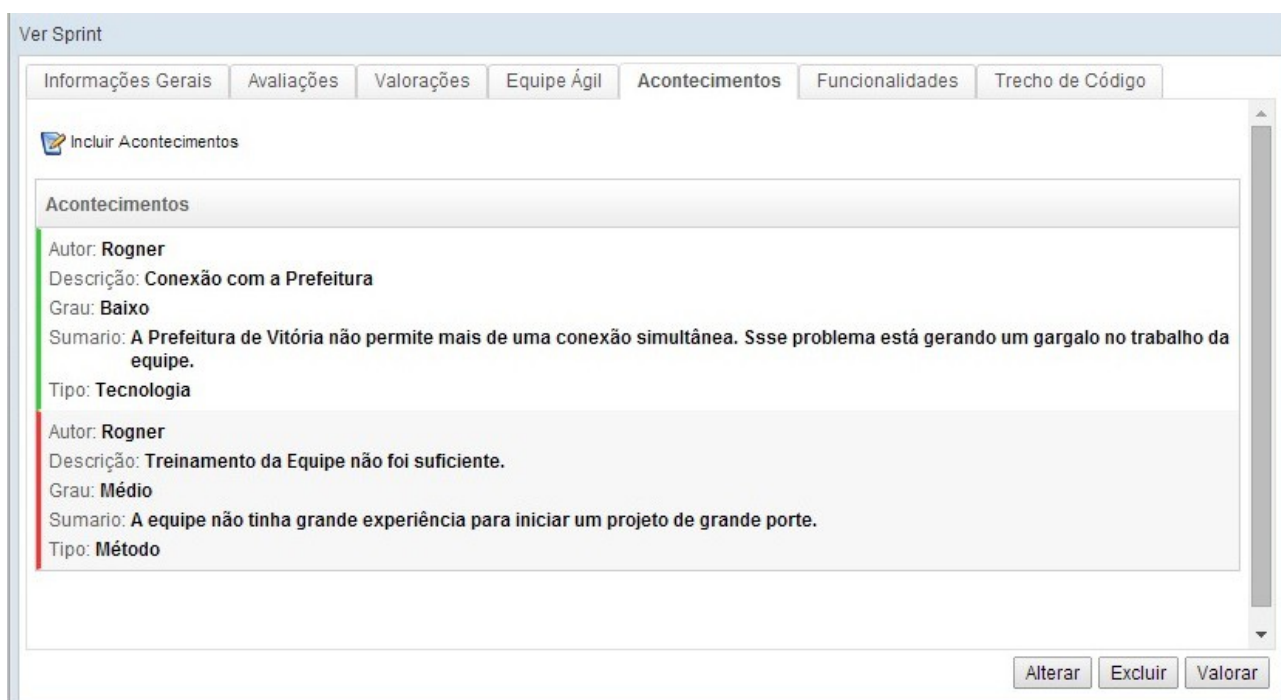 Ver Sprint
Informações Gerais Avaliações Valorações Equipe Ágil Acontecimentos Funcionalidades Trecho de Código
Incluir Acontecimentos
Acontecimentos
Autor: Rogner
Descrição: Conexão com a Prefeitura
Grau: Baixo
Sumario: A Prefeitura de Vitória não permite mais de uma conexão simultânea. Ssse problema está gerando um gargalo no trabalho da
equipe.
Tipo: Tecnologia
Autor: Rogner
Descrição: Treinamento da Equipe não foi suficiente.
Grau: Médio
Sumario: A equipe não tinha grande experiência para iniciar um projeto de grande porte.
Tipo: Método
Alterar Excluir Valorar